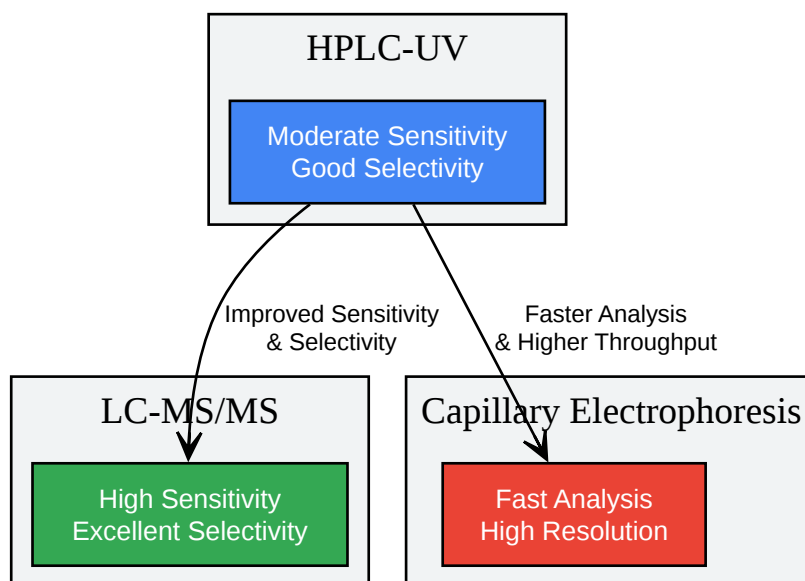 HPLC-UV
Moderate Sensitivity
Good Selectivity
Improved Sensitivity
& Selectivity
Faster Analysis
& Higher Throughput
LC-MS/MS
High Sensitivity
Excellent Selectivity
Capillary Electrophoresis
Fast Analysis
High Resolution